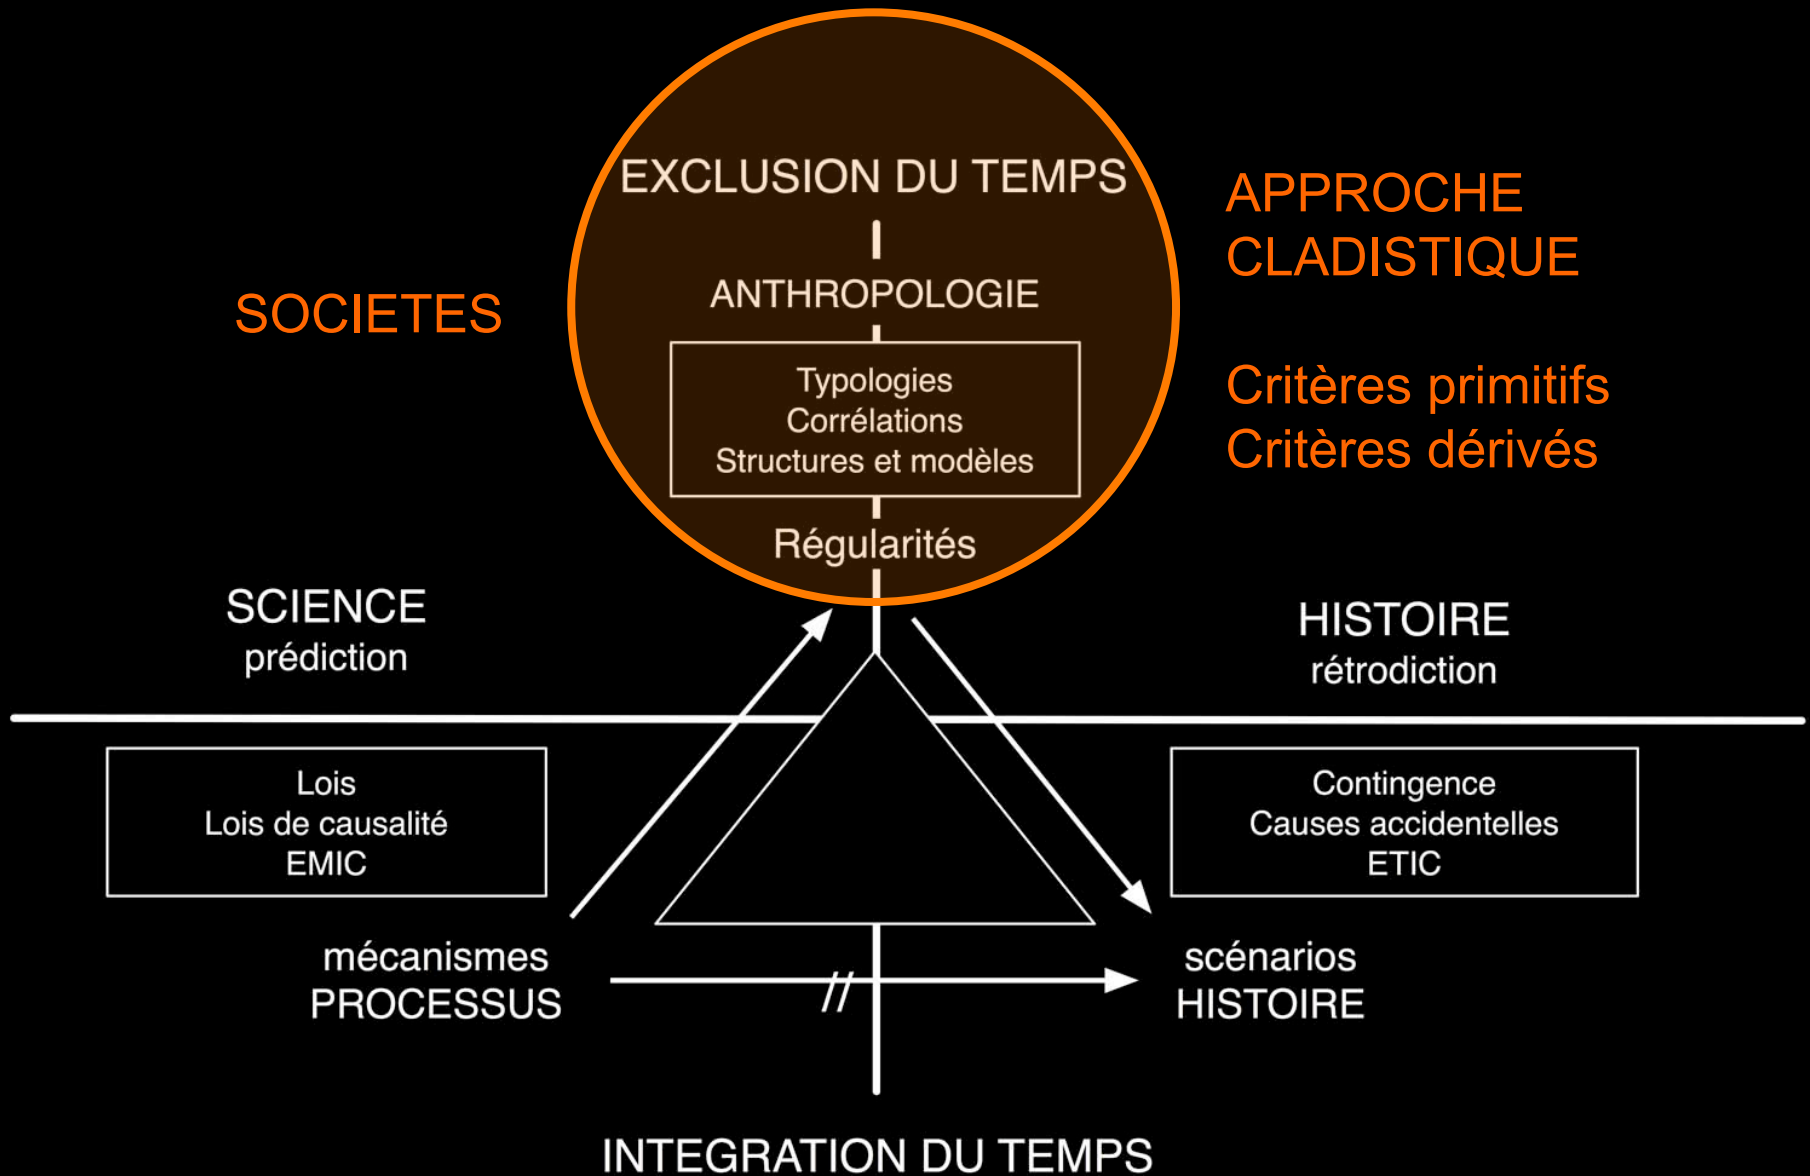 EXCLUSION DU TEMPS
ANTHROPOLOGIE
Typologies
Corrélations
Structures et modèles
Régularités
SOCIETES
APPROCHE
CLADISTIQUE
Critères primitifs
Critères dérivés
SCIENCE
prédiction
HISTOIRE
rétrodiction
Lois
Lois de causalité
EMIC
Contingence
Causes accidentelles
ETIC
mécanismes
PROCESSUS
//
scénarios
HISTOIRE
INTEGRATION DU TEMPS